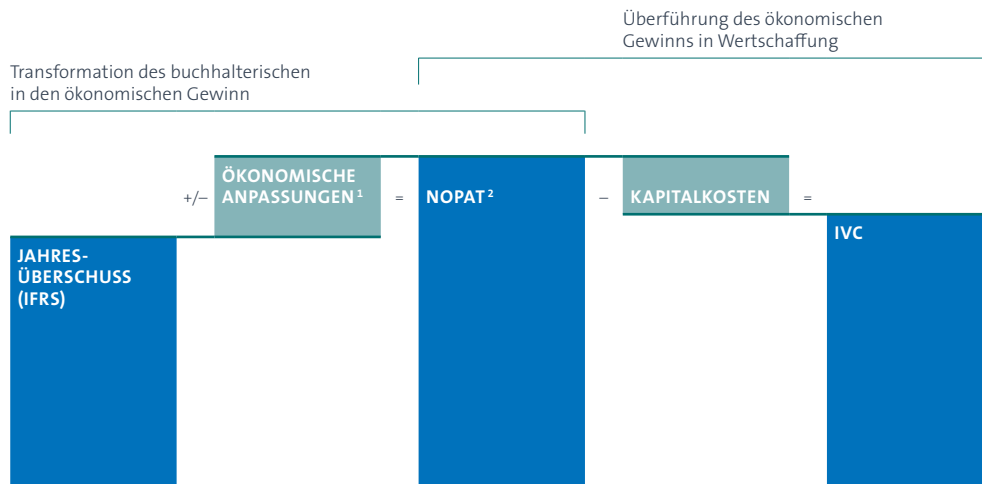 Überführung des ökonomischen
Gewinns in Wertschaffung
Transformation des buchhalterischen
in den ökonomischen Gewinn
JAHRES-
ÜBERSCHUSS
(IFRS)
+/–
ÖKONOMISCHE
ANPASSUNGEN¹
=
NOPAT²
–
KAPITALKOSTEN
=
IVC